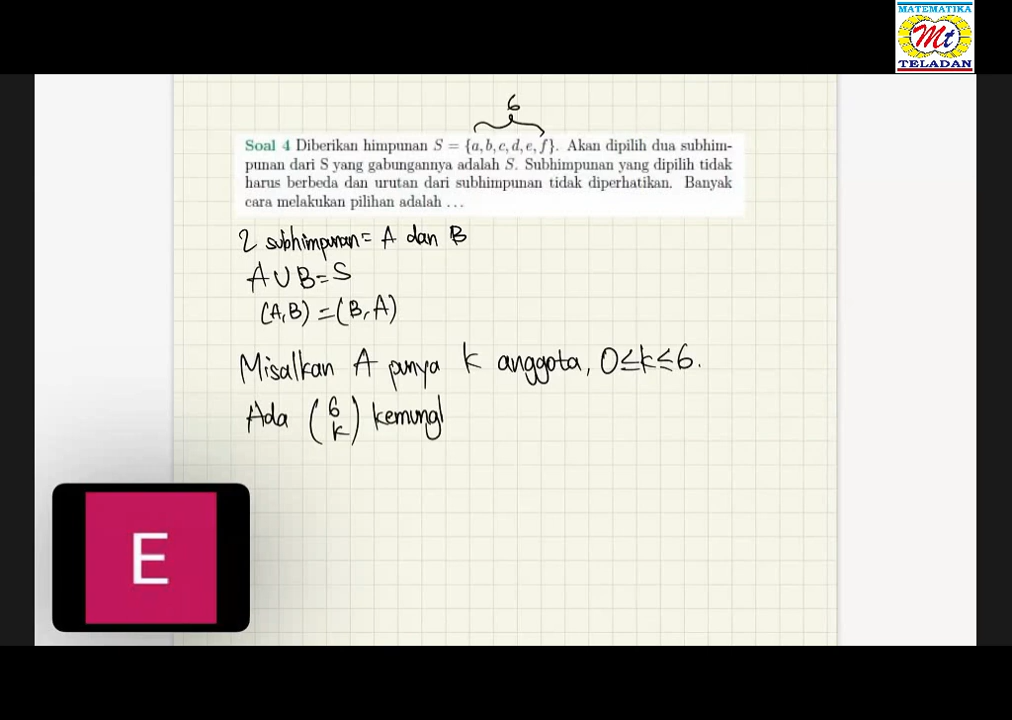 MATEMATIKA
Mt
TELADAN
6
Soal 4 Diberikan himpunan S = {a, b, c, d, e, f}. Akan dipilih dua subhim-
punan dari S yang gabungannya adalah S. Subhimpunan yang dipilih tidak
harus berbeda dan urutan dari subhimpunan tidak diperhatikan. Banyak
cara melakukan pilihan adalah ...
2 subhimpunan = A dan B
A∪B=S
(A,B) =(B,A)
Misalkan A punya k anggota, 0≤k≤6.
Ada (6 k) kemungl
E